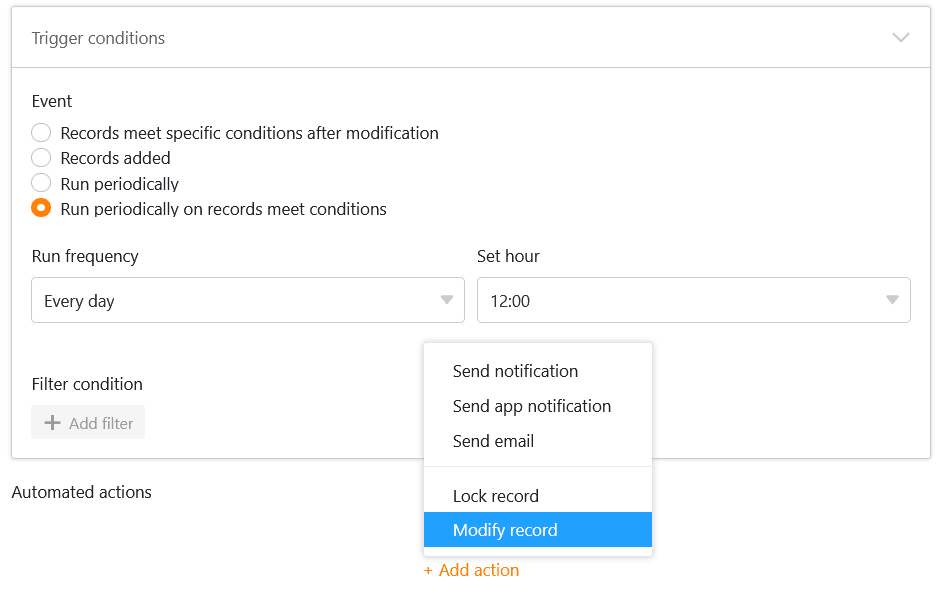 Trigger conditions
Event
Records meet specific conditions after modification
Records added
Run periodically
Run periodically on records meet conditions
Run frequency
Set hour
Every day
12:00
Filter condition
+ Add filter
Send notification
Send app notification
Send email
Lock record
Modify record
Automated actions
+ Add action